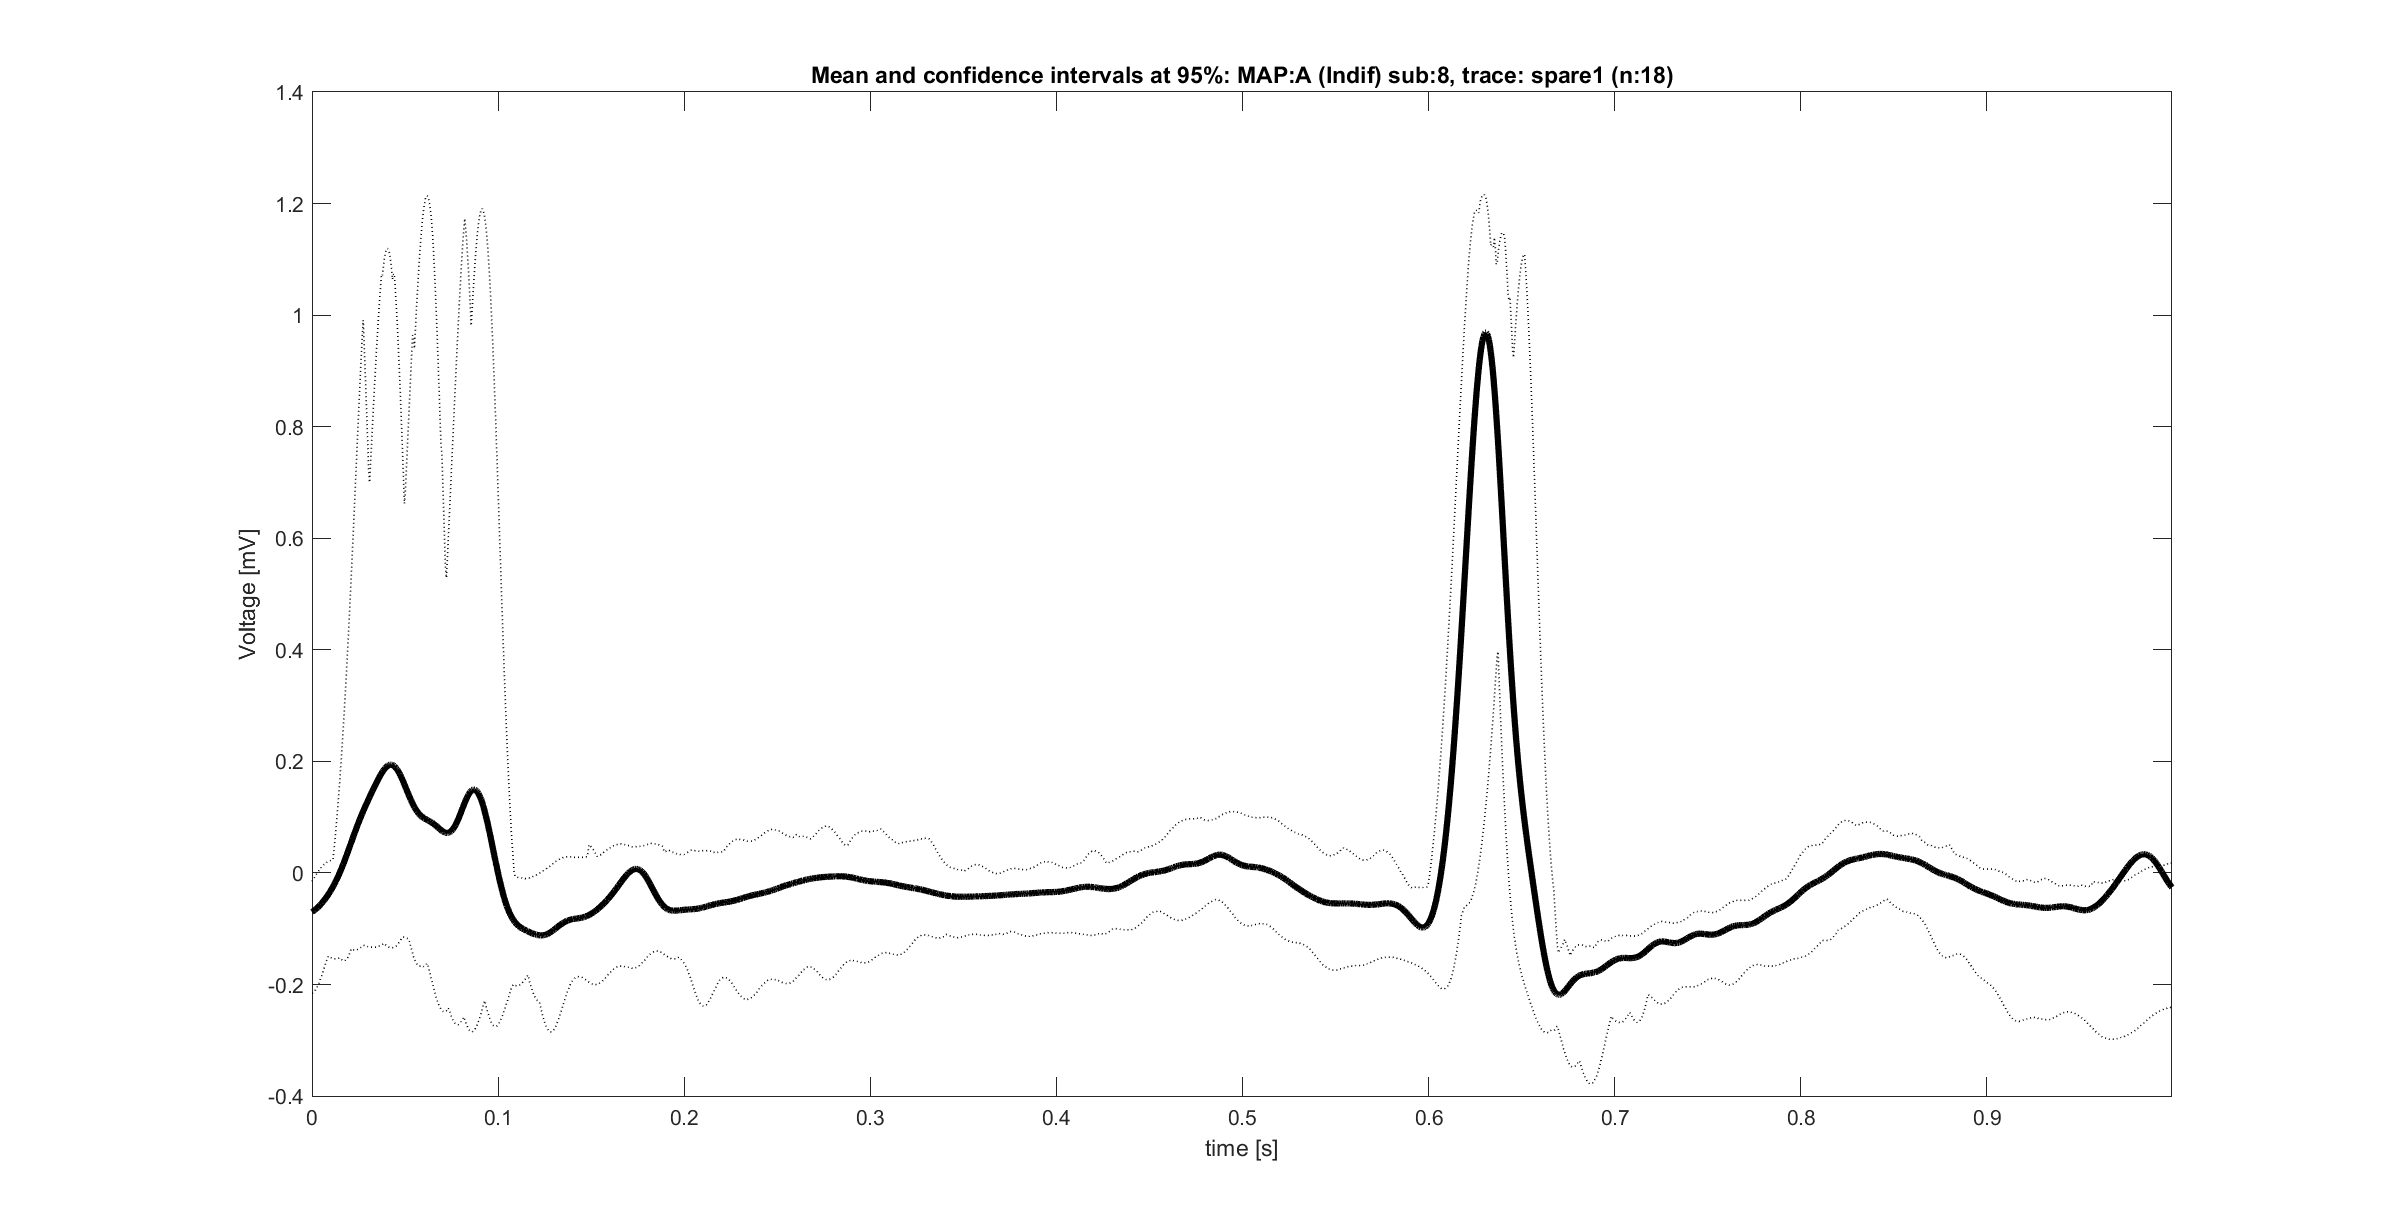 Mean and confidence intervals at 95%: MAP:A (Indif) sub:8, trace: spare1 (n:18)
1.4
1.2
1
0.8
0.6
0.4
0.2
0
-0.2
-0.4
Voltage [mV]
0 0.1 0.2 0.3 0.4 0.5 0.6 0.7 0.8 0.9
time [s]